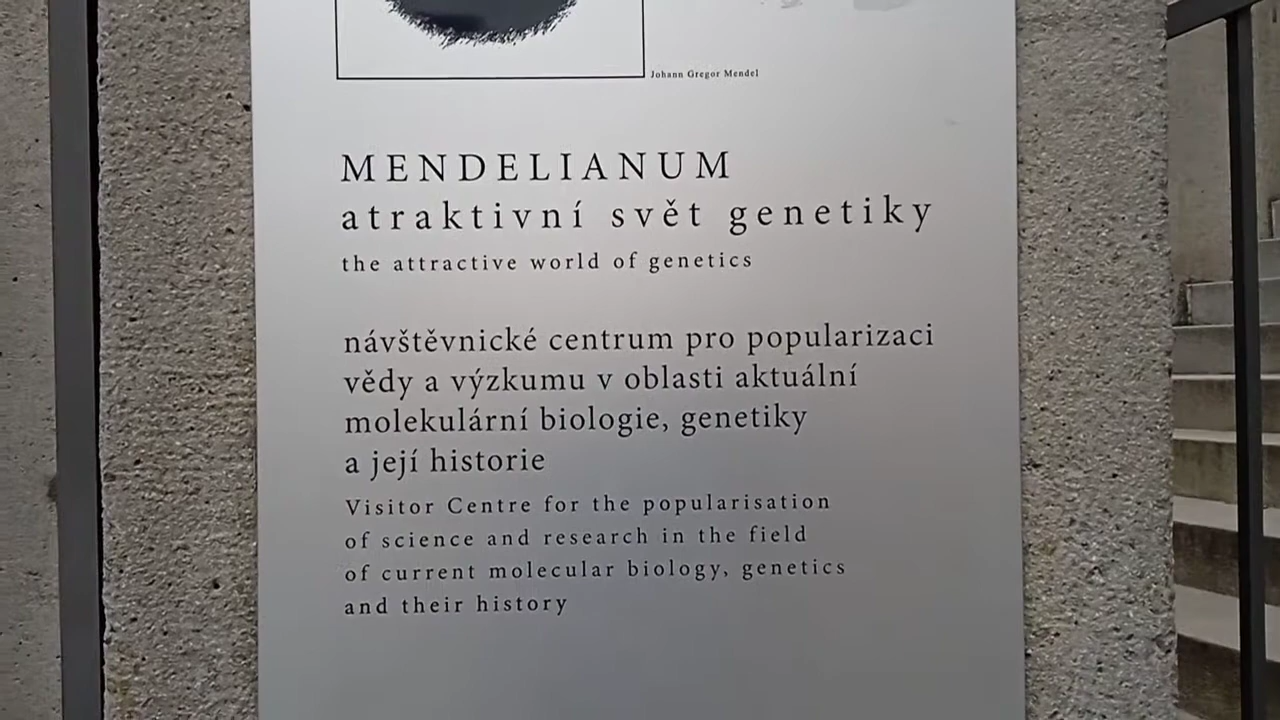 Johann Gregor Mendel
MENDELIANUM
atraktivní svět genetiky
the attractive world of genetics
návštěvnické centrum pro popularizaci
vědy a výzkumu v oblasti aktuální
molekulární biologie, genetiky
a její historie
Visitor Centre for the popularisation
of science and research in the field
of current molecular biology, genetics
and their history